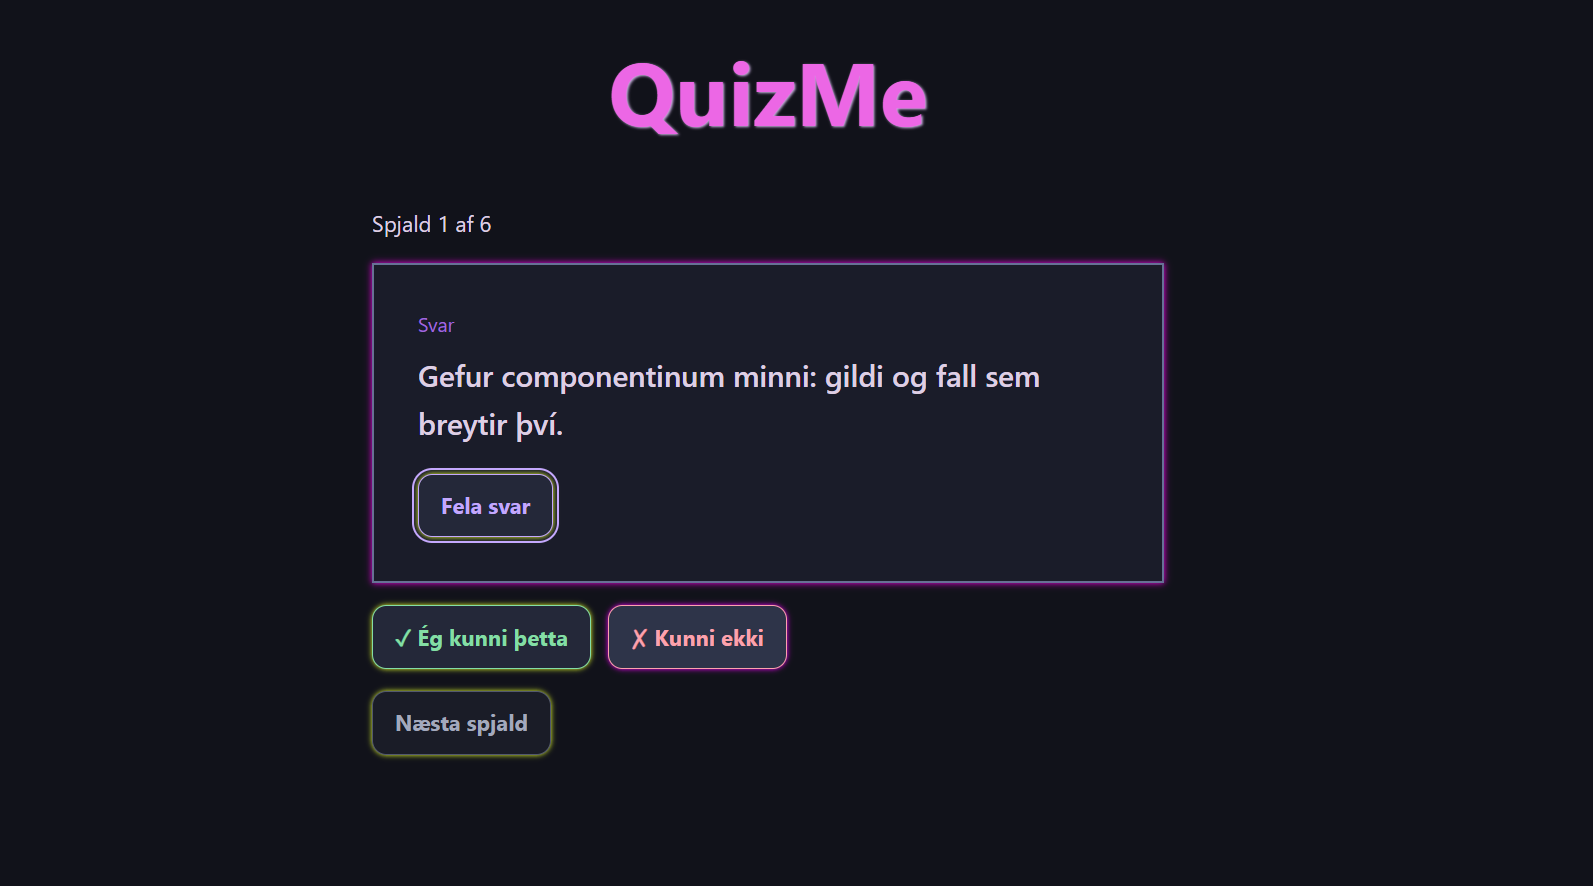 QuizMe
Spjald 1 af 6
Svar
Gefur componentinum minni: gildi og fall sem
breytir því.
Fela svar
✓ Ég kunni þetta
✗ Kunni ekki
Næsta spjald